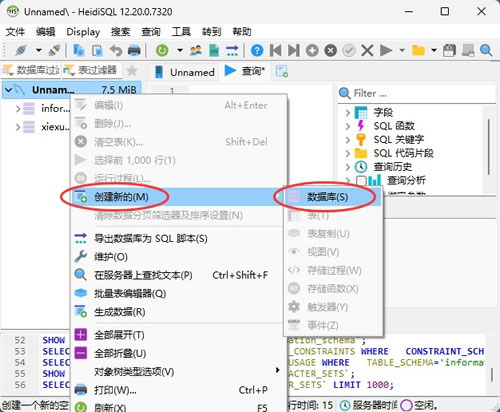 Unnamed\ - HeidiSQL 12.20.0.7320
文件 编辑 Display 搜索 查询 工具 转到 帮助
数据库过 表过滤器 Unnamed 查询*
Unnam... 7.5 MiB
infor...
xiexu...
1
编辑(I) Alt+Enter
删除(J)...
清空表(K)... Shift+Del
选择前 1,000 行(1)
运行过程(L)...
创建新的(M)
清除数据分页筛选器及排序设置(N)
导出数据库为 SQL 脚本(S)
维护(O)
在服务器上查找文本(P) Ctrl+Shift+F
批量表编辑器(Q)
生成数据(R)
全部展开(T)
全部折叠(U)
对象树类型选项(V)
打印(W)... Ctrl+P
刷新(X) F5
数据库(S)
表(T)
表复制(U)
视图(V)
存储过程(W)
存储函数(X)
触发器(Y)
事件(Z)
Filter ...
字段
SQL 函数
SQL 关键字
SQL 代码片段
查询历史
查询分析
52 SHOW
53 SELEC
54 SELEC
55 SHOW
56 SELEC
ation_schema`;
_CONSTRAINTS WHERE CONSTRAINT_SCH
USAGE WHERE TABLE_SCHEMA='informa
ACTER_SETS`;
R_SETS` LIMIT 1000;
创建一个新的空 行时间: 15 服务器时 空闲。